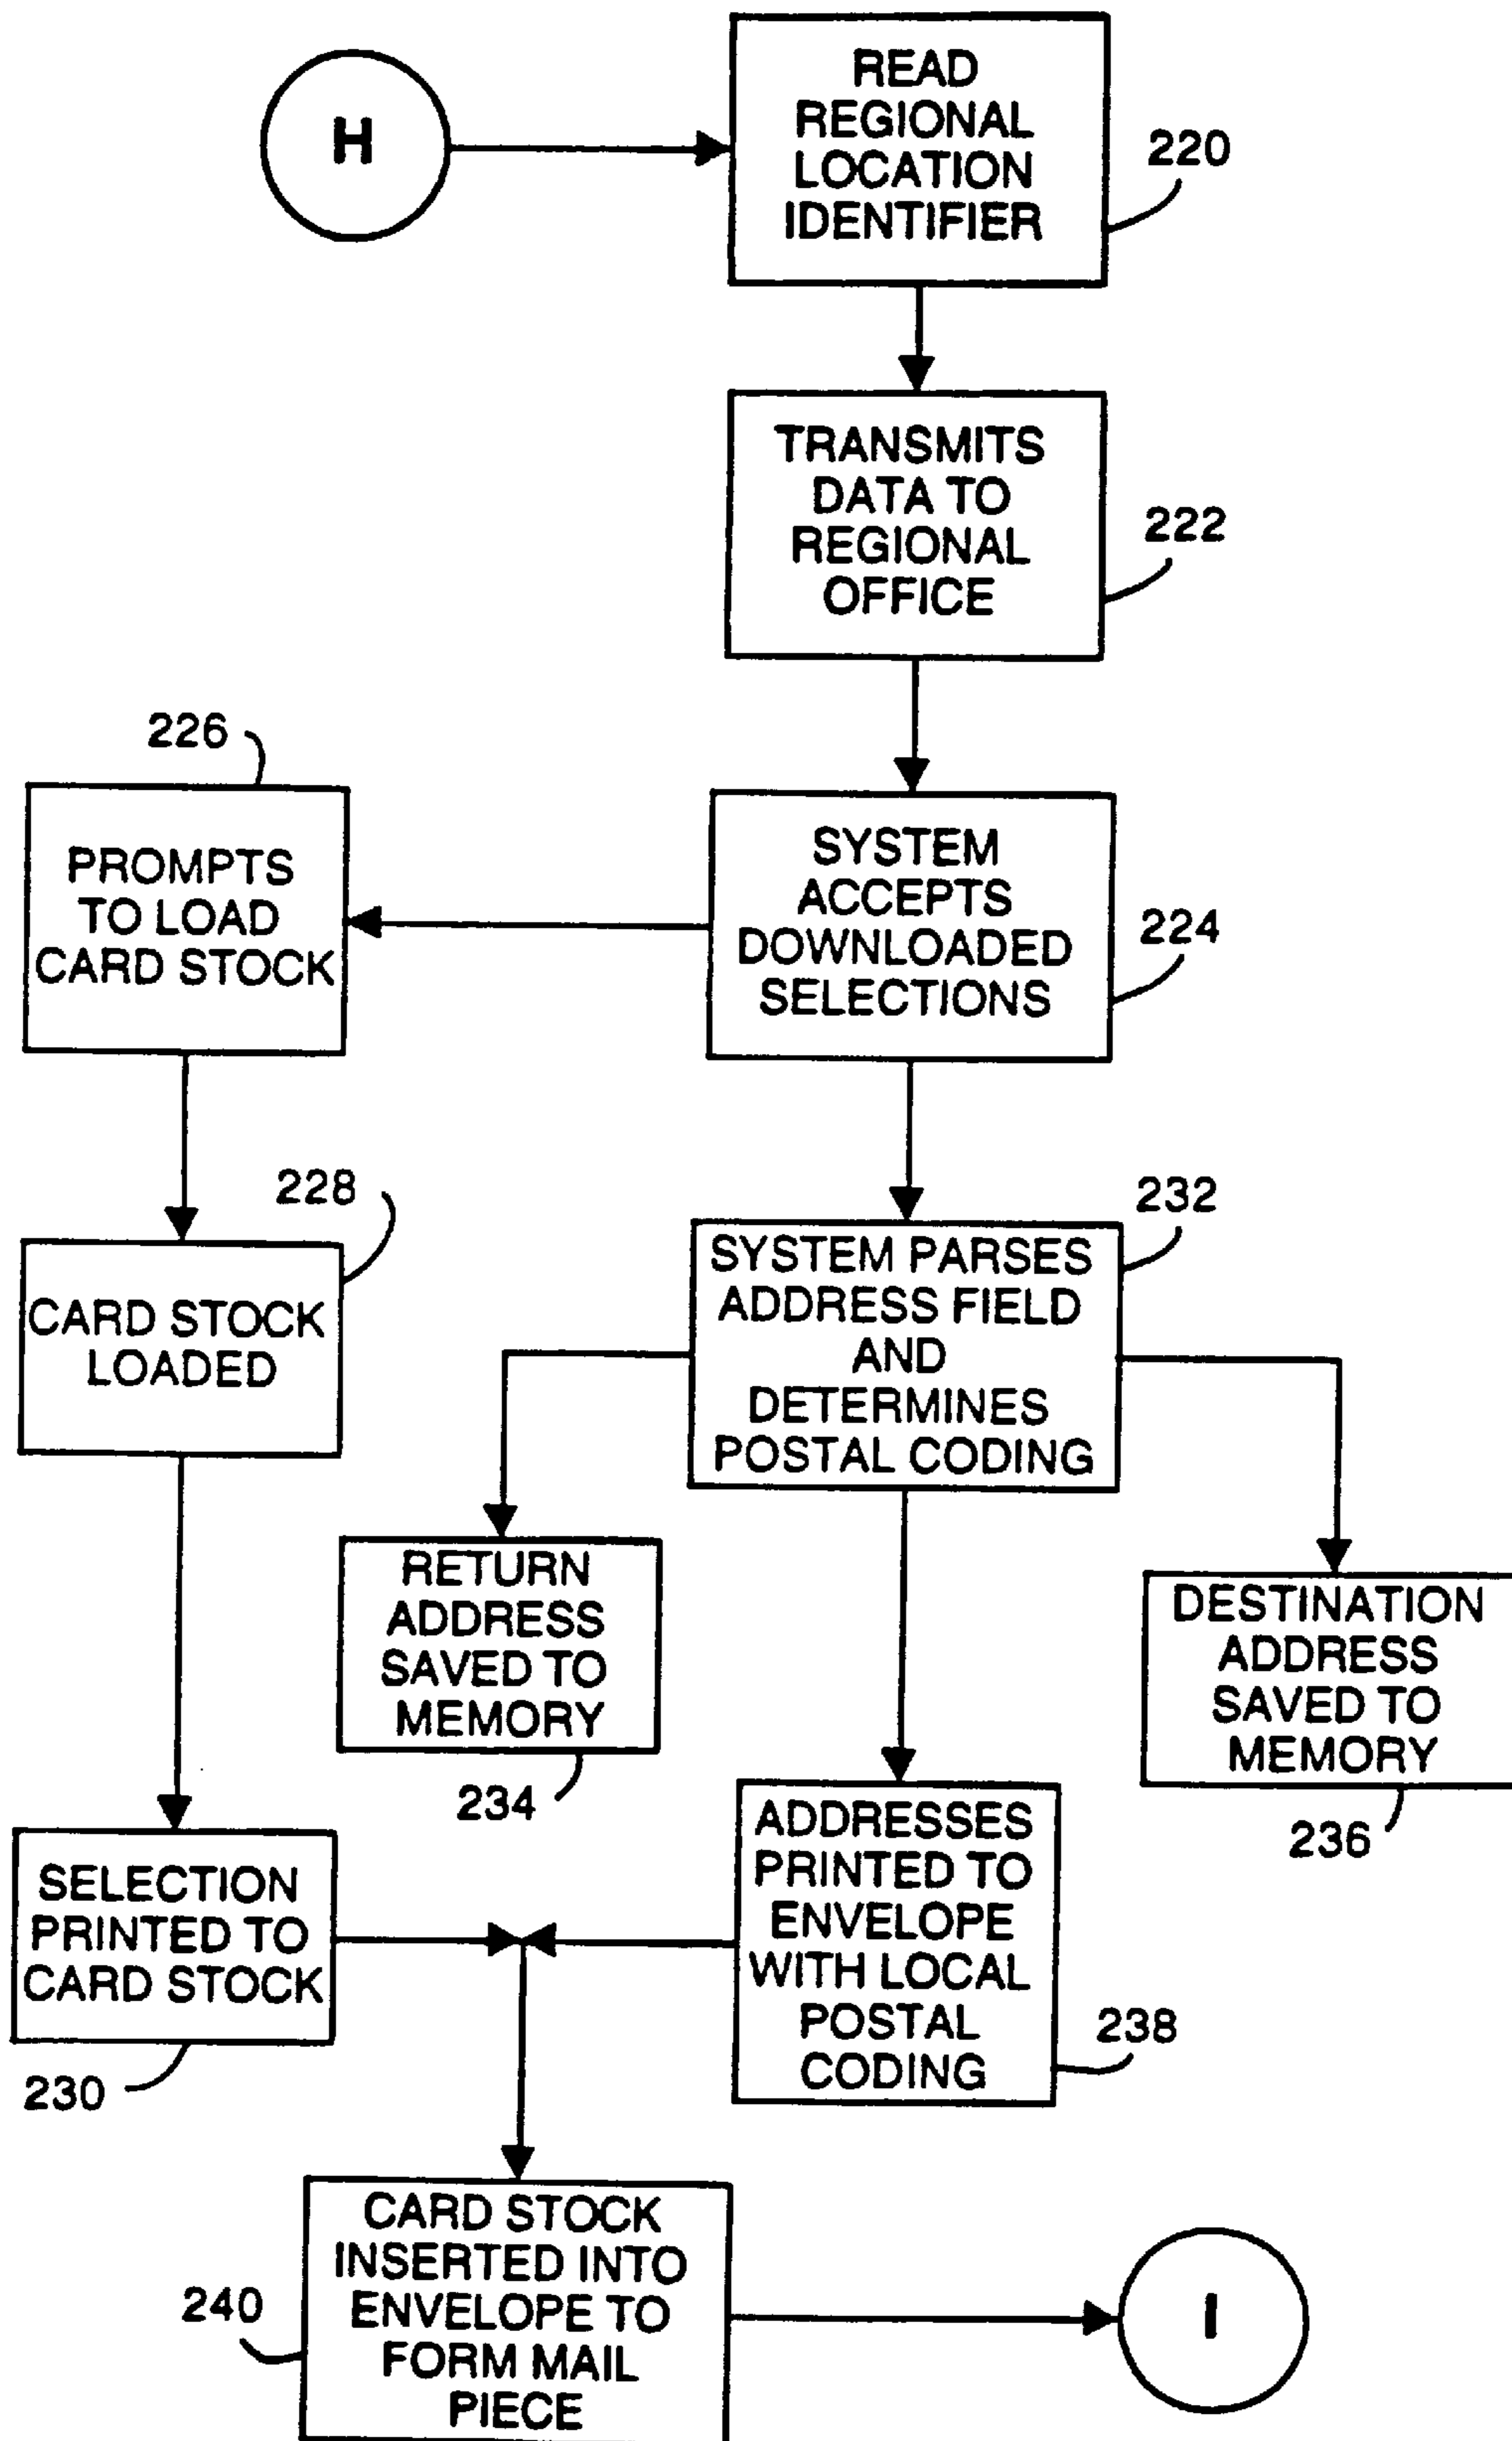 H
READ
REGIONAL
LOCATION
IDENTIFIER
220
TRANSMITS
DATA TO
REGIONAL
OFFICE
222
226
PROMPTS
TO LOAD
CARD STOCK
SYSTEM
ACCEPTS
DOWNLOADED
SELECTIONS
224
228
CARD STOCK
LOADED
232
SYSTEM PARSES
ADDRESS FIELD
AND
DETERMINES
POSTAL CODING
RETURN
ADDRESS
SAVED TO
MEMORY
234
DESTINATION
ADDRESS
SAVED TO
MEMORY
236
SELECTION
PRINTED TO
CARD STOCK
230
ADDRESSES
PRINTED TO
ENVELOPE
WITH LOCAL
POSTAL
CODING
238
240
CARD STOCK
INSERTED INTO
ENVELOPE TO
FORM MAIL
PIECE
I